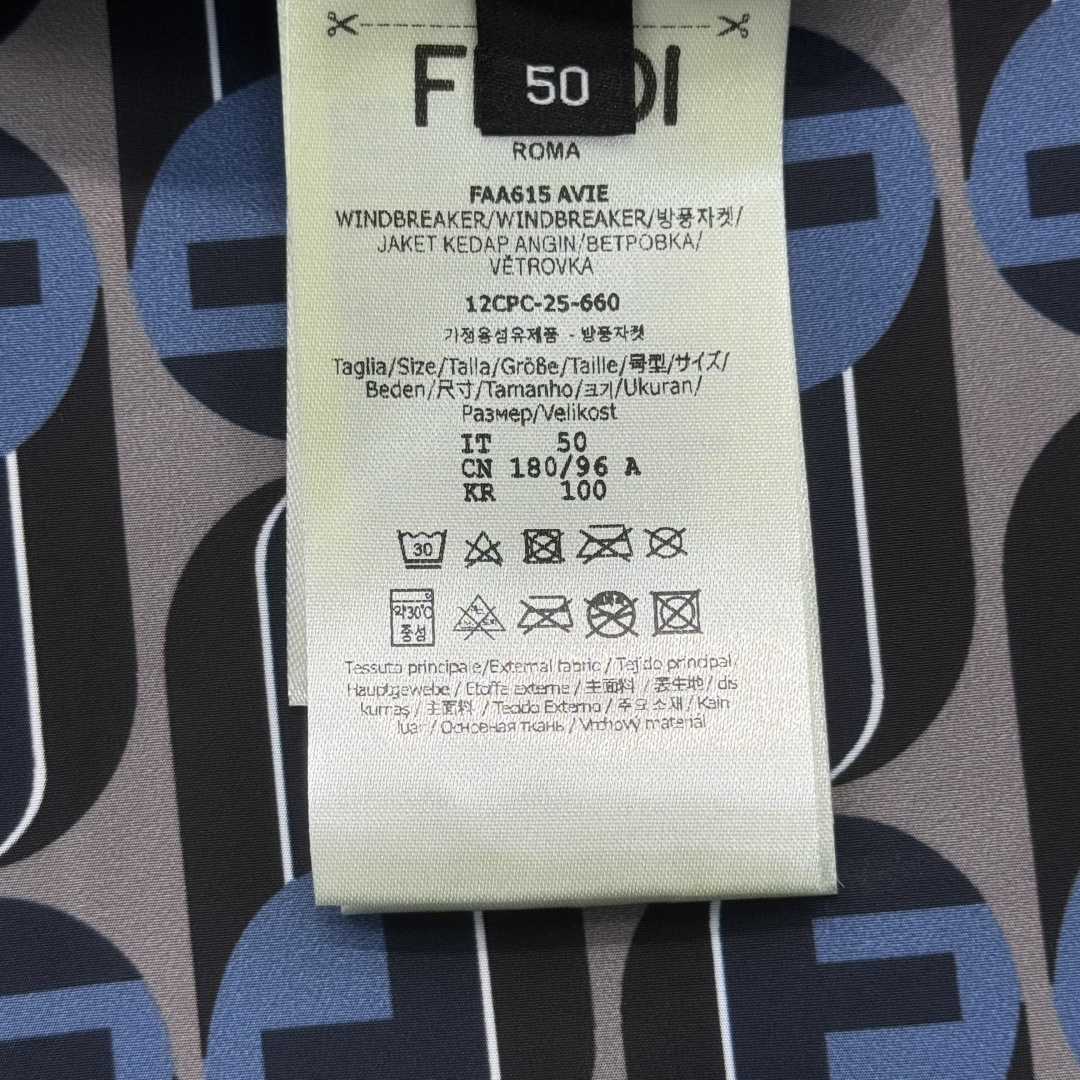 50
ROMA
FAA615 AVIE
WINDBREAKER/WINDBREAKER/방풍자켓/
JAKET KEDAP ANGIN/ВЕТРОВКА/
VĚTROVKA
12CPC-25-660
가정용섬유제품 - 방풍자켓
Taglia/Size/Talla/Größe/Taille/号型/サイズ/
Beden/尺寸/Tamanho/크기/Ukuran/
Размер/Velikost
IT 50
CN 180/96 A
KR 100
30
약30℃
중성
Tessuto principale/External fabric / Tejido principal/
Hauptgewebe / Etoffe externe / 主面料 / 表生地 / dış
kumaş / 主面料 / Tecido Externo / 주요소재 / Kain
luar / Основная ткань / Vrchový materiál